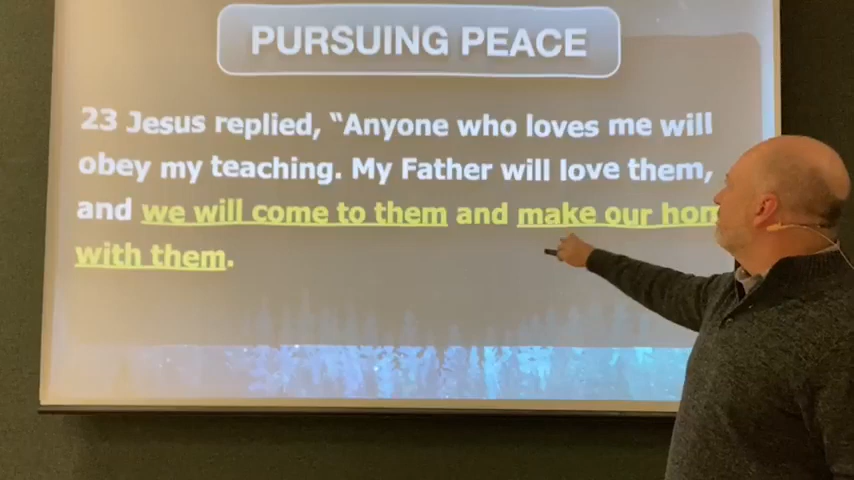 PURSUING PEACE
23 Jesus replied, “Anyone who loves me will
obey my teaching. My Father will love them,
and we will come to them and make our hom
with them.